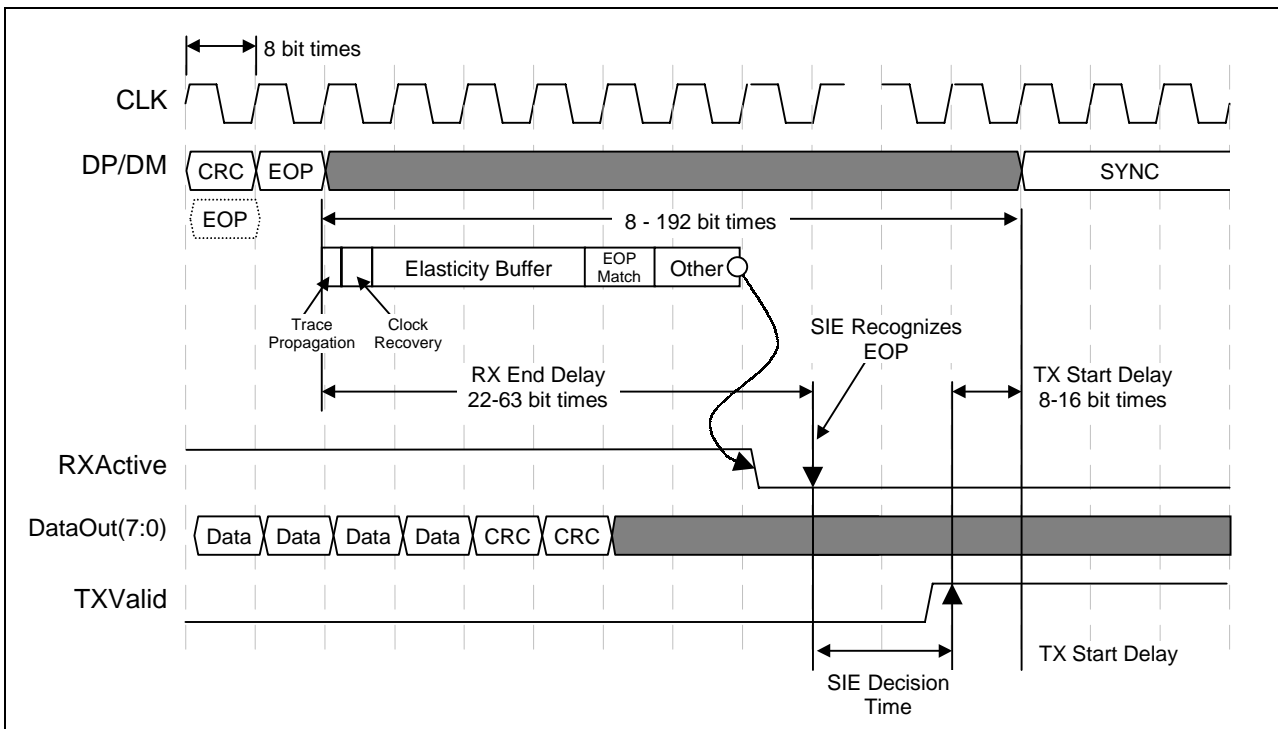 8 bit times
CLK
DP/DM
CRC
EOP
SYNC
EOP
8 - 192 bit times
Elasticity Buffer
EOP
Match
Other
Trace
Propagation
Clock
Recovery
SIE Recognizes
EOP
RX End Delay
22-63 bit times
TX Start Delay
8-16 bit times
RXActive
DataOut(7:0)
Data
Data
Data
Data
CRC
CRC
TXValid
TX Start Delay
SIE Decision
Time